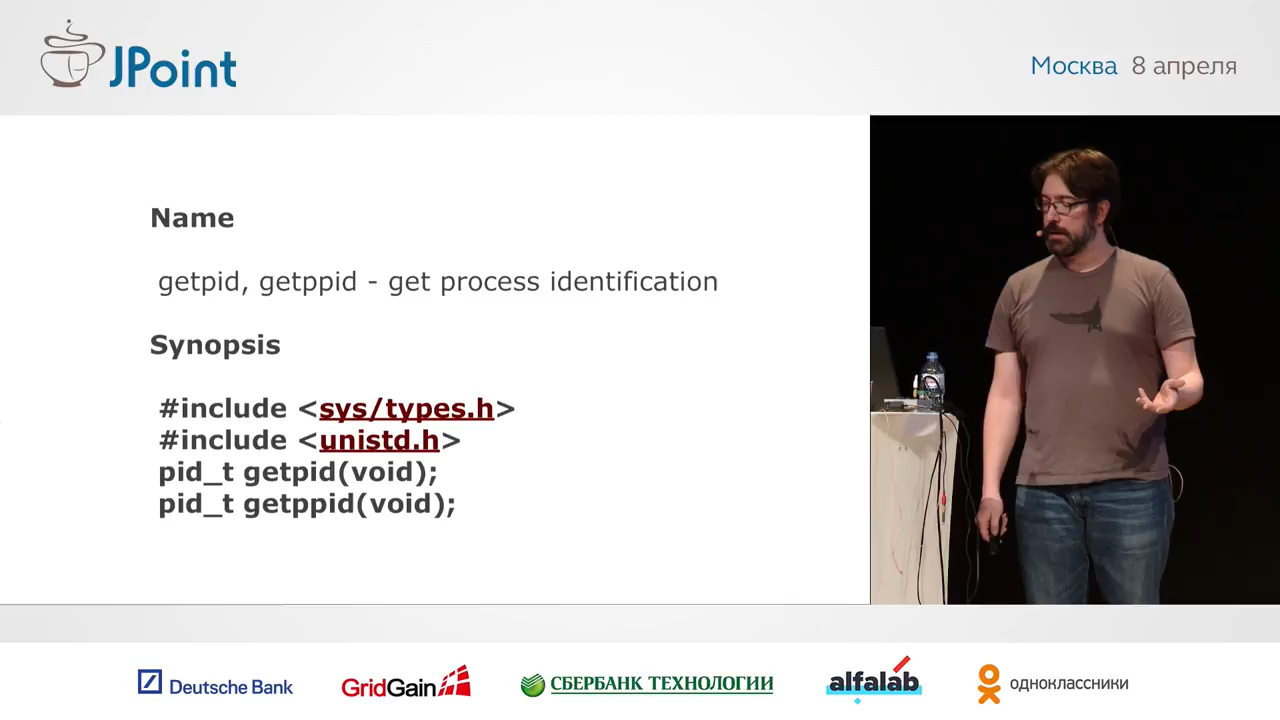 JPoint
Москва 8 апреля
Name
getpid, getppid - get process identification
Synopsis
#include <sys/types.h>
#include <unistd.h>
pid_t getpid(void);
pid_t getppid(void);
Deutsche Bank
GridGain
СБЕРБАНК ТЕХНОЛОГИИ
alfalab
одноклассники